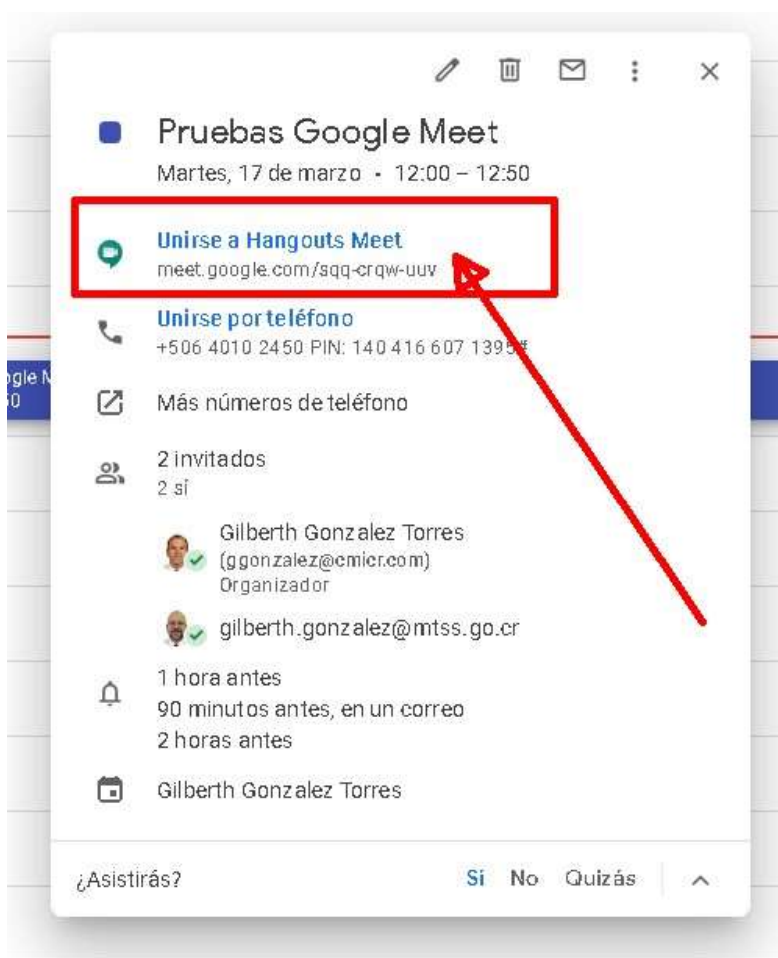 Pruebas Google Meet
Martes, 17 de marzo • 12:00 – 12:50
Unirse a Hangouts Meet
meet.google.com/sqq-crqw-uuv
Unirse por teléfono
+506 4010 2450 PIN: 140 416 607 1395#
ogle M
50
Más números de teléfono
2 invitados
2 sí
Gilberth Gonzalez Torres
(ggonzalez@cmicr.com)
Organizador
gilberth.gonzalez@mtss.go.cr
1 hora antes
90 minutos antes, en un correo
2 horas antes
Gilberth Gonzalez Torres
¿Asistirás?
Sí No Quizás